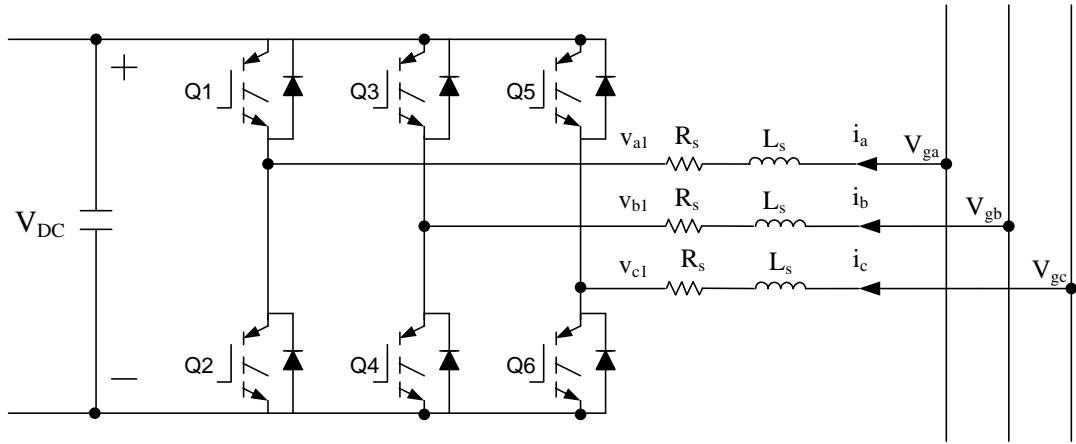 +
Q1
Q3
Q5
v_a1
R_s
L_s
i_a
V_ga
V_DC
v_b1
R_s
L_s
i_b
V_gb
v_c1
R_s
L_s
i_c
V_gc
Q2
Q4
Q6
—